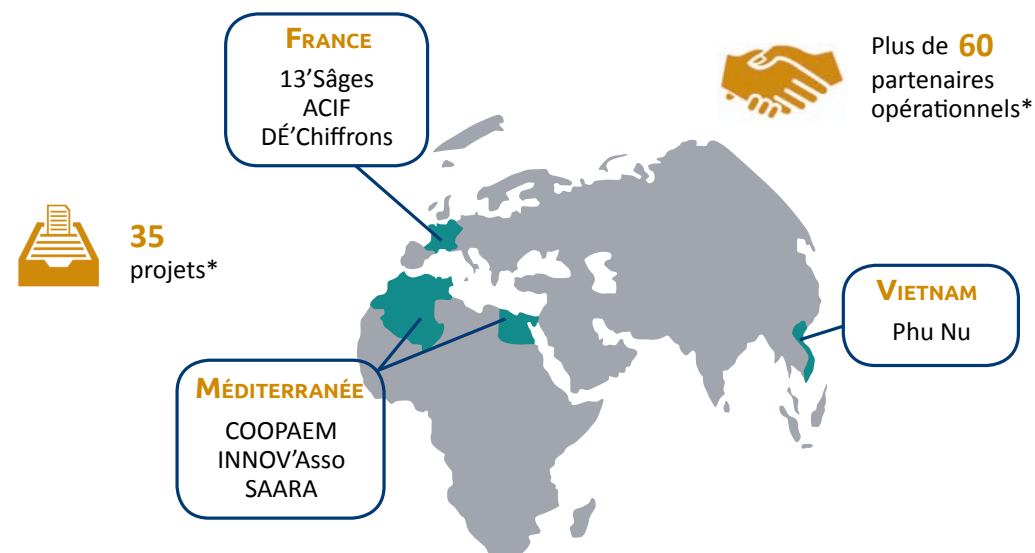 FRANCE
13’Sâges
ACIF
DÉ’Chiffrons
Plus de 60
partenaires
opérationnels*
35
projets*
VIETNAM
Phu Nu
MÉDITERRANÉE
COOPAEM
INNOV’Asso
SAARA